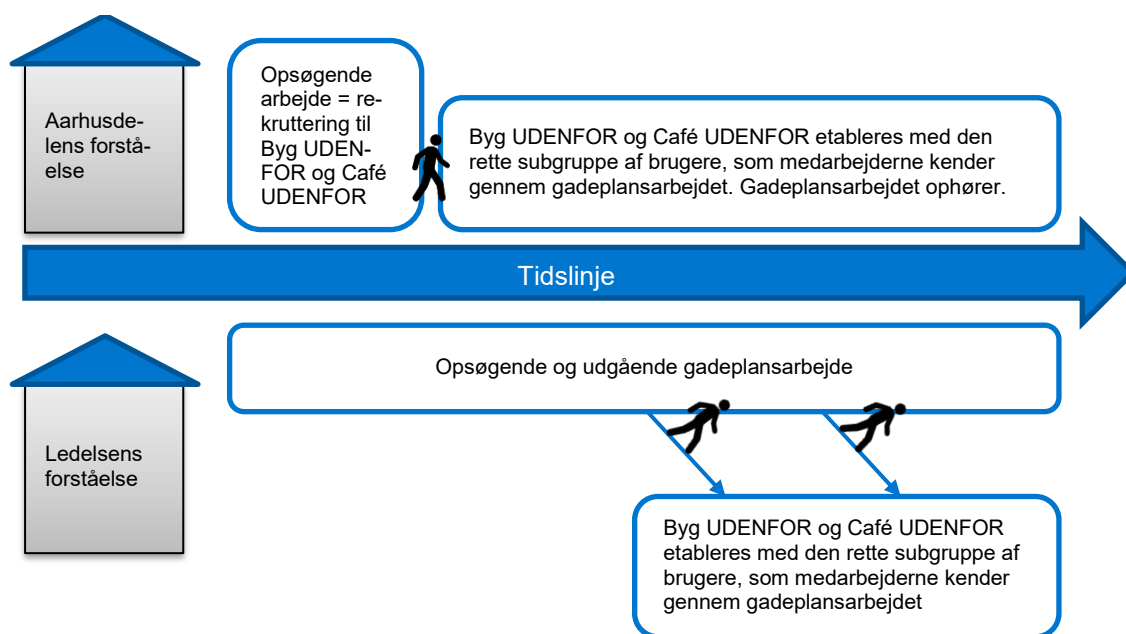 Aarhusde-
lens forstå-
else
Opsøgende
arbejde = re-
kruttering til
Byg UDEN-
FOR og Café
UDENFOR
Byg UDENFOR og Café UDENFOR etableres med den
rette subgruppe af brugere, som medarbejderne kender
gennem gadeplansarbejdet. Gadeplansarbejdet ophører.
Tidslinje
Ledelsens
forståelse
Opsøgende og udgående gadeplansarbejde
Byg UDENFOR og Café UDENFOR
etableres med den rette subgruppe af
brugere, som medarbejderne kender
gennem gadeplansarbejdet